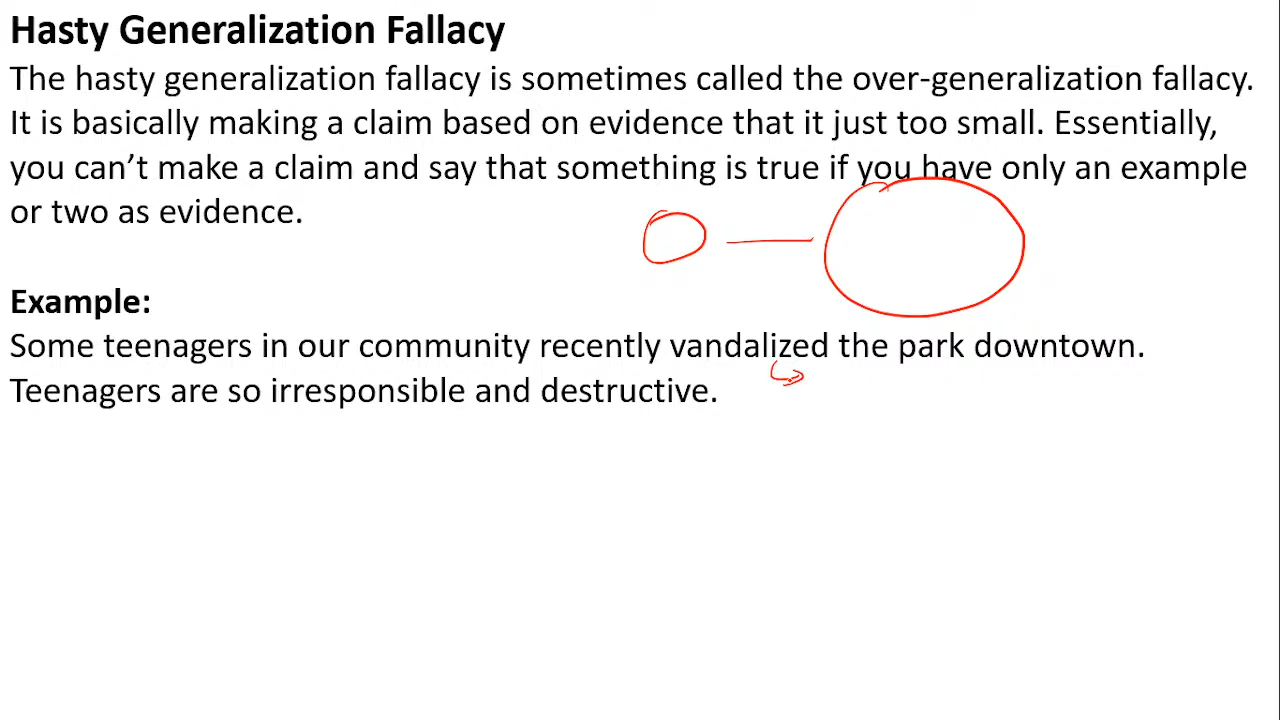 Hasty Generalization Fallacy
The hasty generalization fallacy is sometimes called the over-generalization fallacy.
It is basically making a claim based on evidence that it just too small. Essentially,
you can’t make a claim and say that something is true if you have only an example
or two as evidence.
Example:
Some teenagers in our community recently vandalized the park downtown.
Teenagers are so irresponsible and destructive.